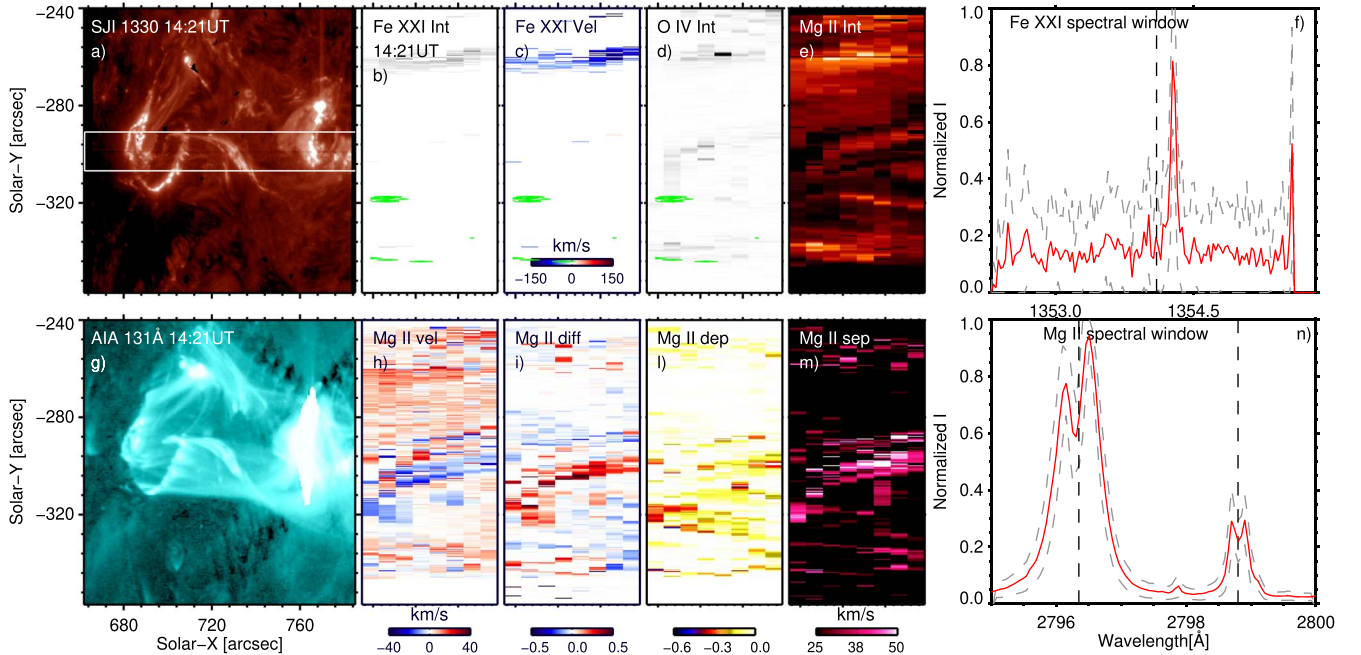 SJI 1330 14:21UT
a)
Fe XXI Int
14:21UT
b)
Fe XXI Vel
c)
O IV Int
d)
Mg II Int
e)
Fe XXI spectral window
f)
−240
−280
−320
Solar−Y [arcsec]
km/s
−150
0
150
Normalized I
1.0
0.8
0.6
0.4
0.2
0.0
1353.0
1354.5
AIA 131Å 14:21UT
g)
Mg II vel
h)
Mg II diff
i)
Mg II dep
l)
Mg II sep
m)
Mg II spectral window
n)
−240
−280
−320
Solar−Y [arcsec]
680
720
760
Solar−X [arcsec]
km/s
−40
0
40
−0.5
0.0
0.5
−0.6
−0.3
0.0
km/s
25
38
50
Normalized I
1.0
0.8
0.6
0.4
0.2
0.0
2796
2798
2800
Wavelength[Å]